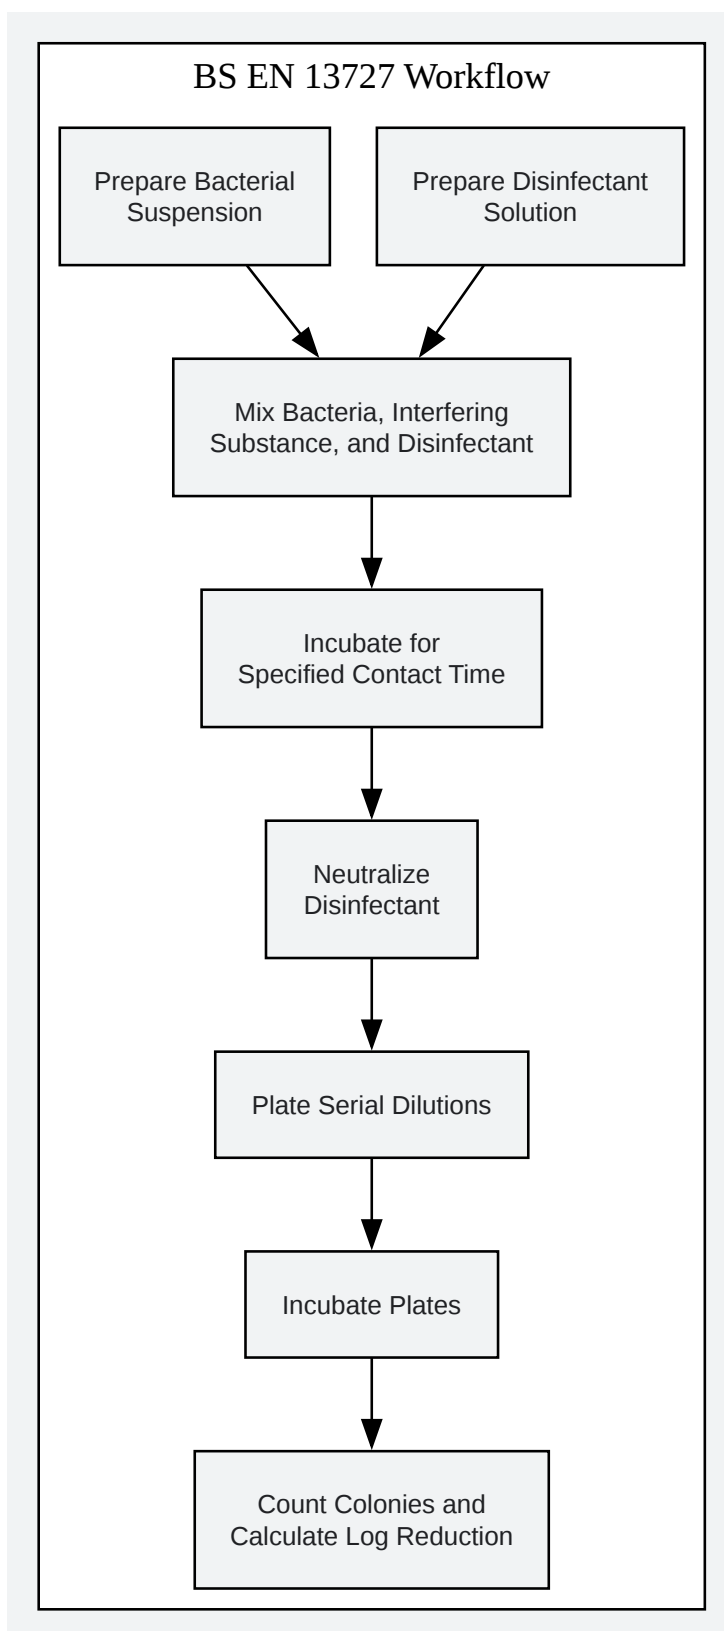 BS EN 13727 Workflow
Prepare Bacterial
Suspension
Prepare Disinfectant
Solution
Mix Bacteria, Interfering
Substance, and Disinfectant
Incubate for
Specified Contact Time
Neutralize
Disinfectant
Plate Serial Dilutions
Incubate Plates
Count Colonies and
Calculate Log Reduction